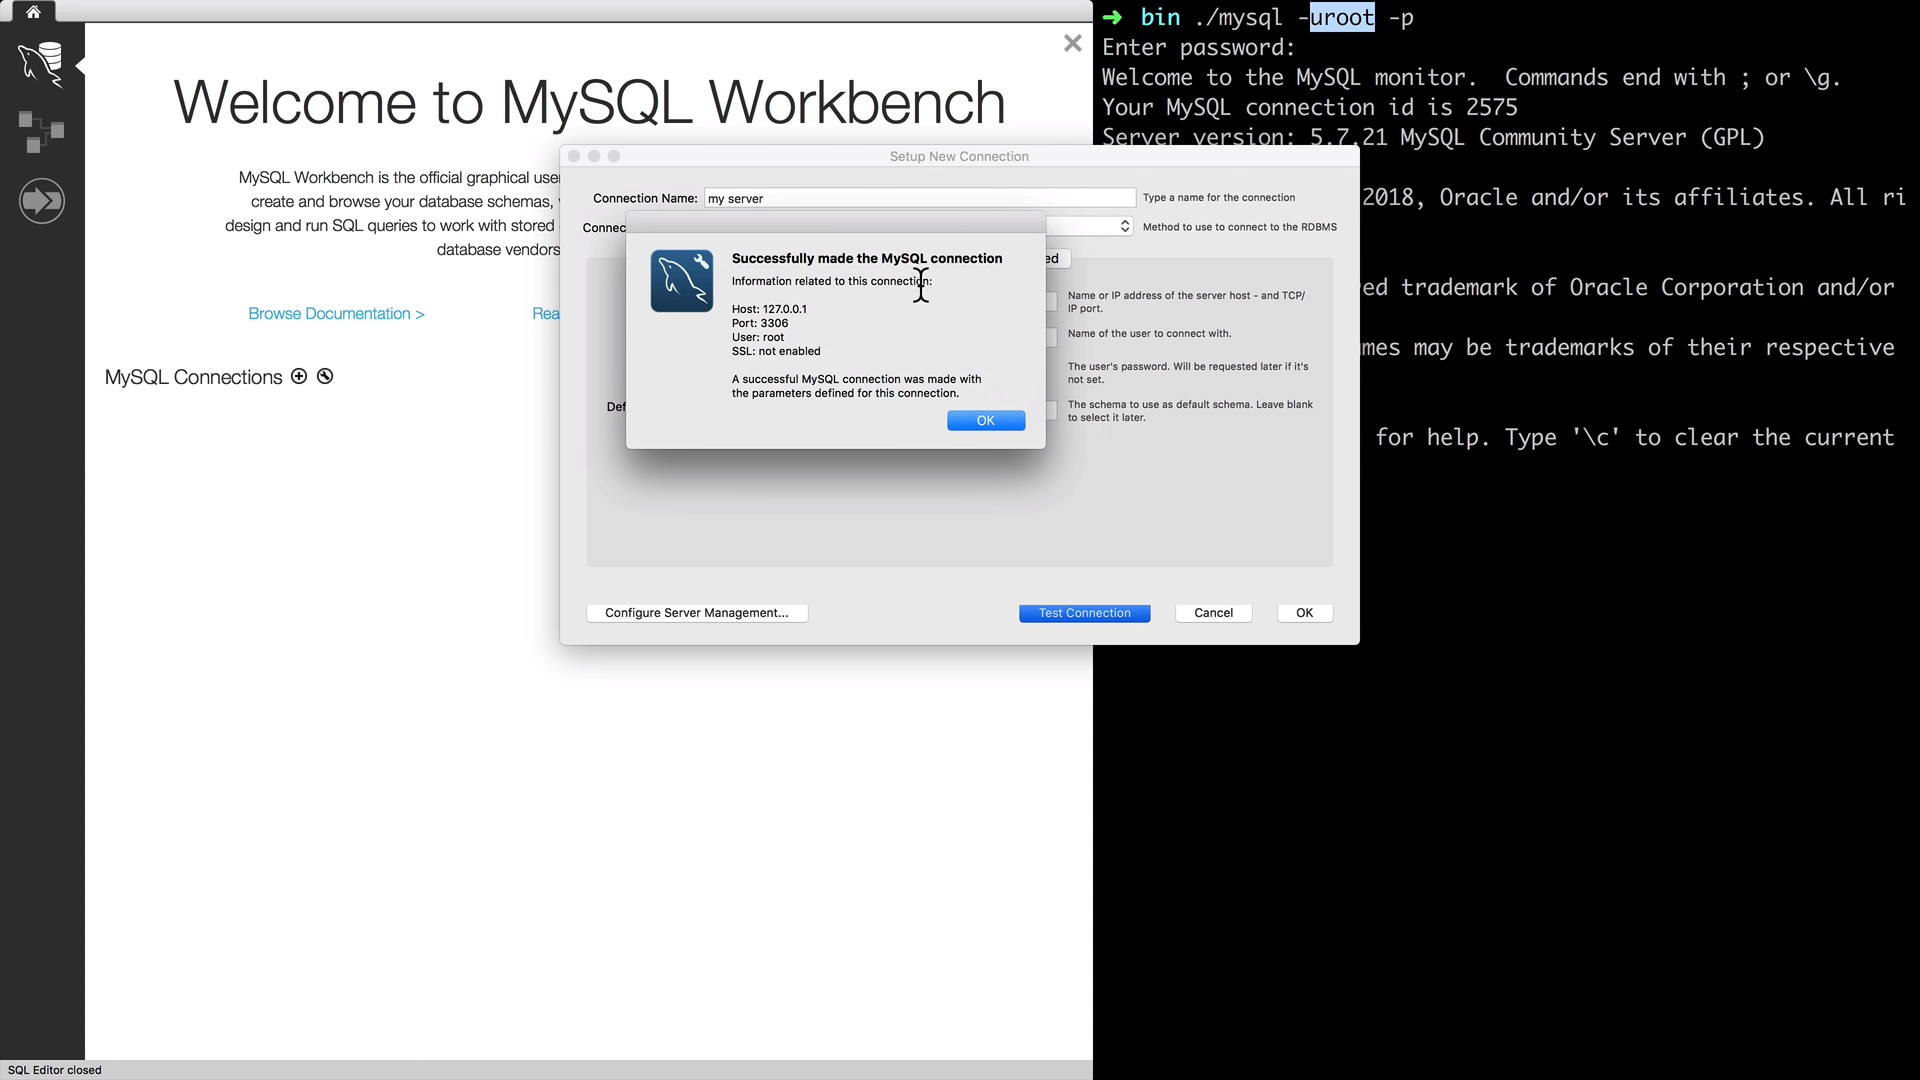 Welcome to MySQL Workbench
MySQL Workbench is the official graphical use
create and browse your database schemas,
design and run SQL queries to work with stored
database vendors
Browse Documentation >
Rea
MySQL Connections
SQL Editor closed
Setup New Connection
Connection Name: my server Type a name for the connection
Connec Method to use to connect to the RDBMS
ed
Name or IP address of the server host - and TCP/
IP port.
Name of the user to connect with.
The user's password. Will be requested later if it's
not set.
Def
The schema to use as default schema. Leave blank
to select it later.
Configure Server Management...
Test Connection
Cancel
OK
Successfully made the MySQL connection
Information related to this connection:
Host: 127.0.0.1
Port: 3306
User: root
SSL: not enabled
A successful MySQL connection was made with
the parameters defined for this connection.
OK
➜ bin ./mysql -uroot -p
Enter password:
Welcome to the MySQL monitor. Commands end with ; or \g.
Your MySQL connection id is 2575
Server version: 5.7.21 MySQL Community Server (GPL)
2018, Oracle and/or its affiliates. All ri
ed trademark of Oracle Corporation and/or
mes may be trademarks of their respective
for help. Type '\c' to clear the current